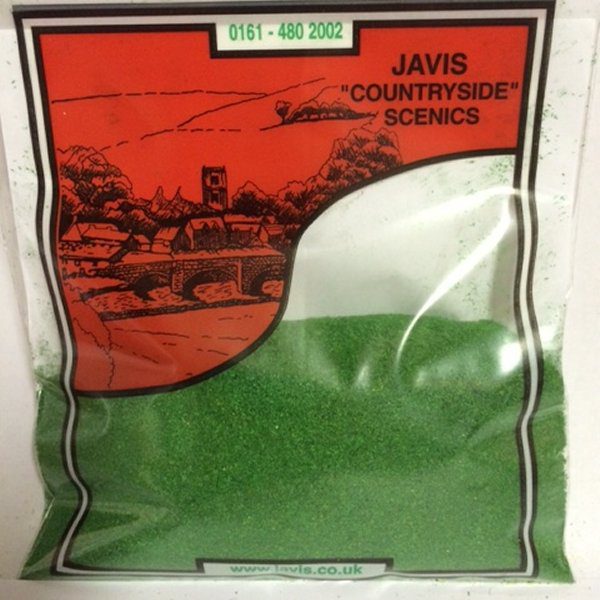 0161 - 480 2002
JAVIS
"COUNTRYSIDE"
SCENICS
www.javis.co.uk